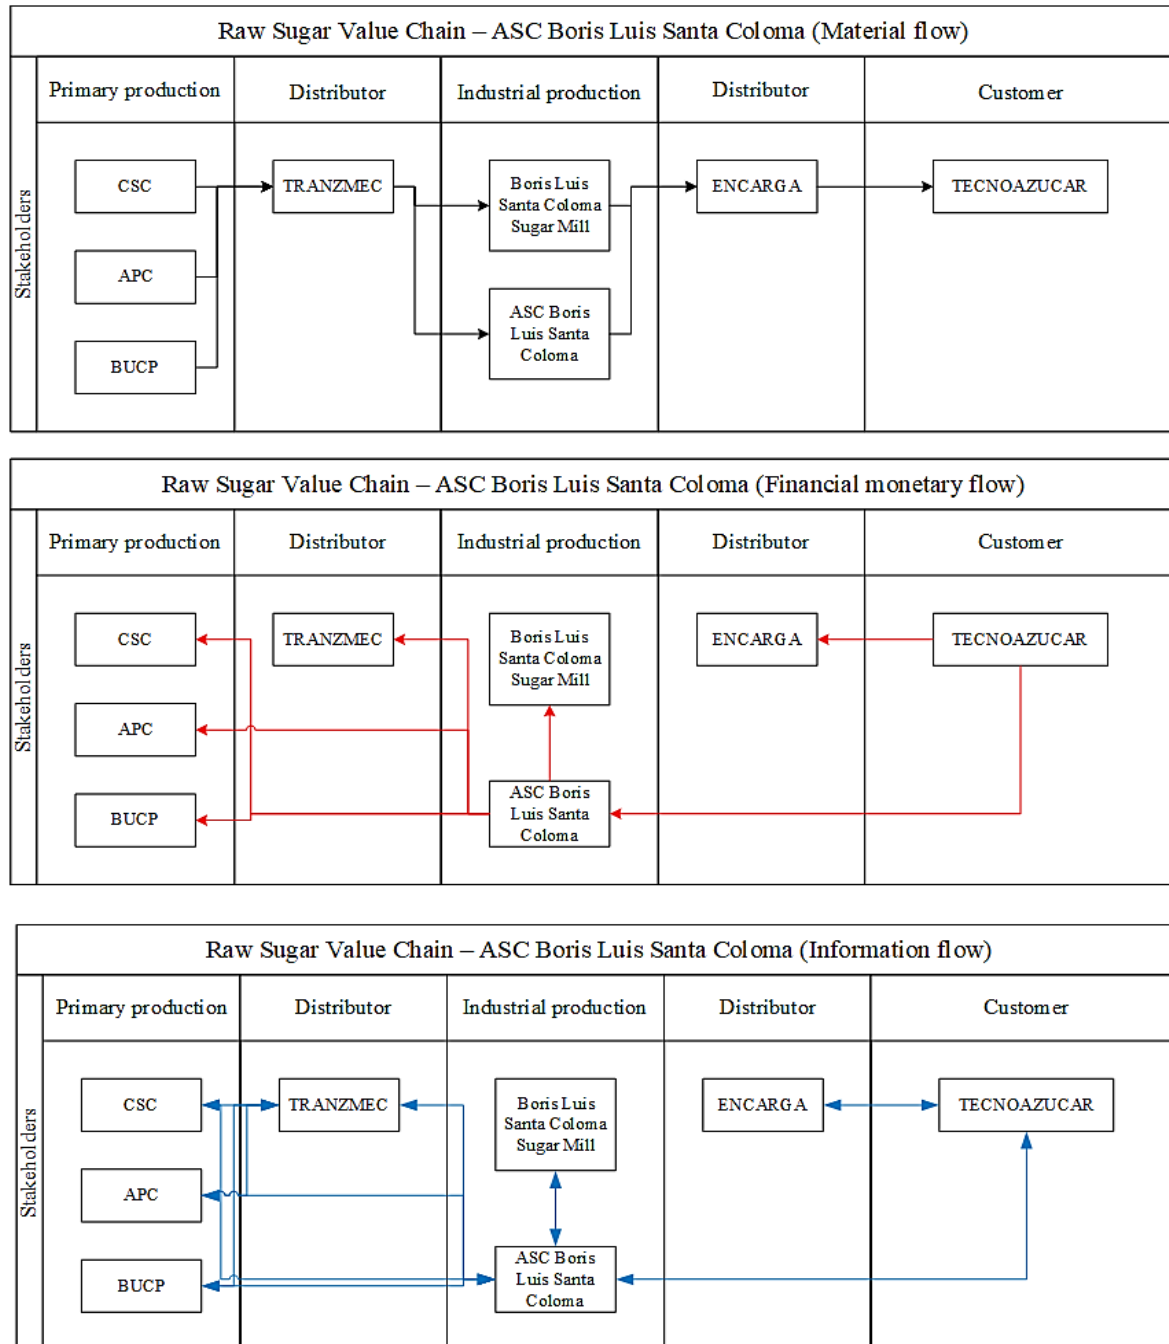 Raw Sugar Value Chain – ASC Boris Luis Santa Coloma (Material flow)
Stakeholders
Primary production
Distributor
Industrial production
Distributor
Customer
CSC
TRANZMEC
Boris Luis
Santa Coloma
Sugar Mill
ENCARGA
TECNOAZUCAR
APC
ASC Boris
Luis Santa
Coloma
BUCP
Raw Sugar Value Chain – ASC Boris Luis Santa Coloma (Financial monetary flow)
Stakeholders
Primary production
Distributor
Industrial production
Distributor
Customer
CSC
TRANZMEC
Boris Luis
Santa Coloma
Sugar Mill
ENCARGA
TECNOAZUCAR
APC
BUCP
ASC Boris
Luis Santa
Coloma
Raw Sugar Value Chain – ASC Boris Luis Santa Coloma (Information flow)
Stakeholders
Primary production
Distributor
Industrial production
Distributor
Customer
CSC
TRANZMEC
Boris Luis
Santa Coloma
Sugar Mill
ENCARGA
TECNOAZUCAR
APC
BUCP
ASC Boris
Luis Santa
Coloma